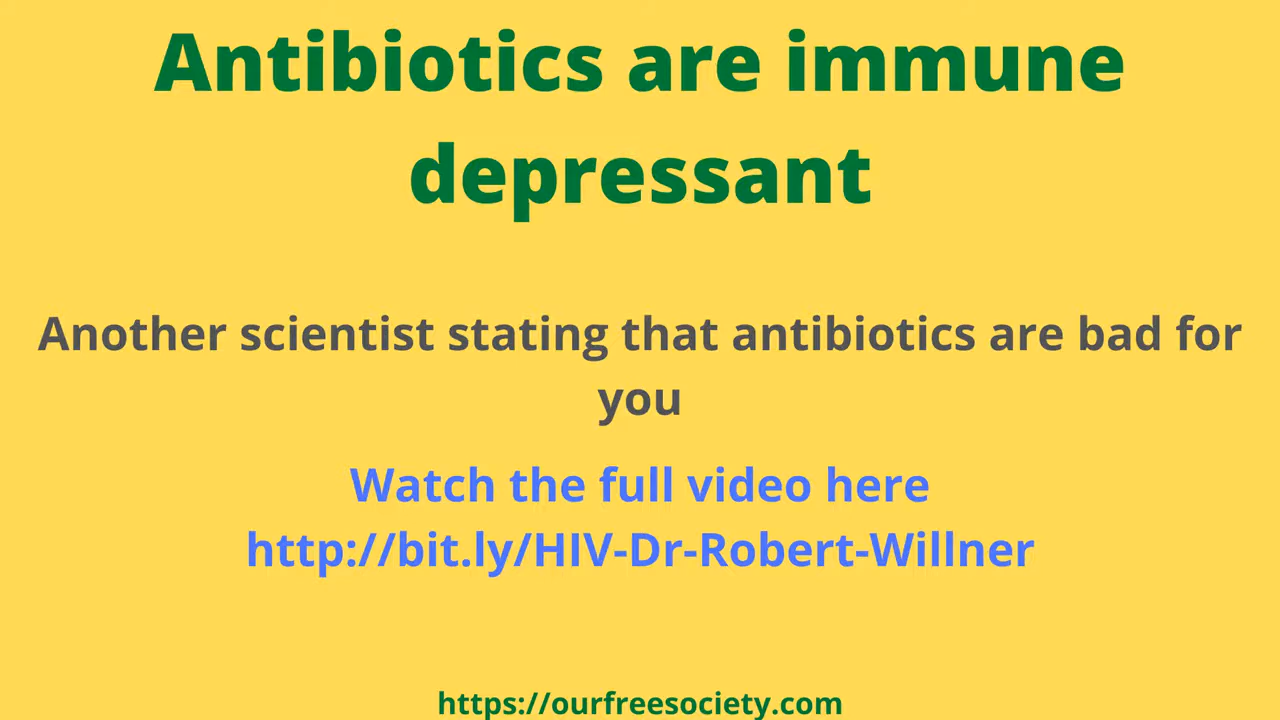 Antibiotics are immune
depressant
Another scientist stating that antibiotics are bad for
you
Watch the full video here
http://bit.ly/HIV-Dr-Robert-Willner
https://ourfreesociety.com